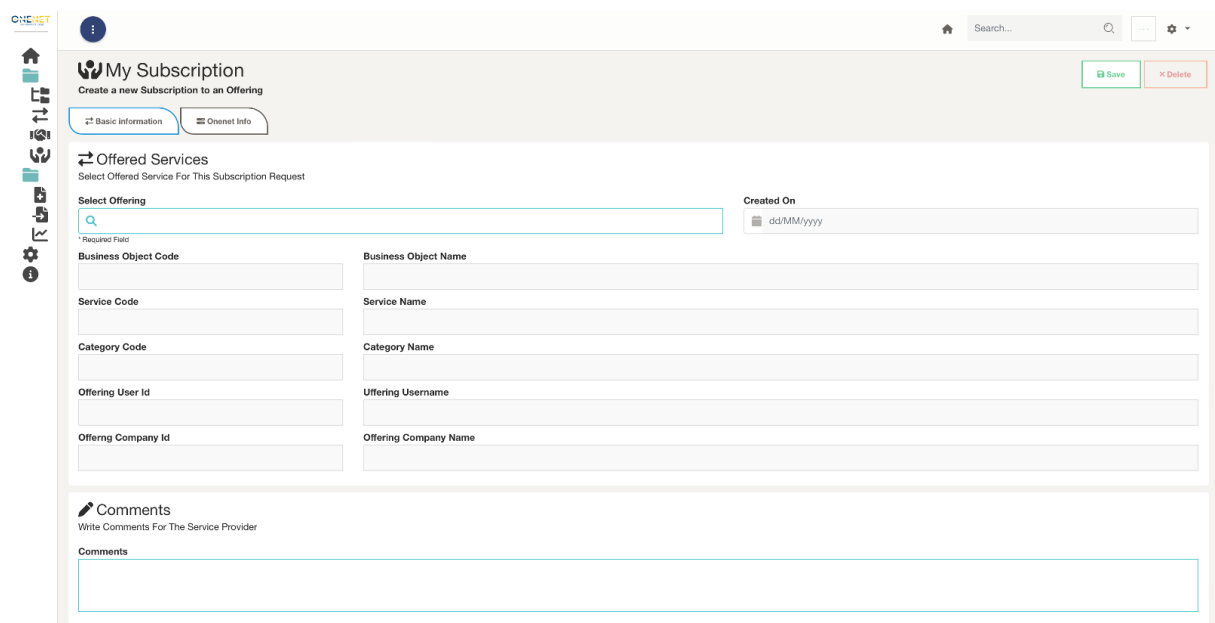 ONENET
Search...
My Subscription
Create a new Subscription to an Offering
Save
× Delete
Basic information
Onenet Info
Offered Services
Select Offered Service For This Subscription Request
Select Offering
Created On
dd/MM/yyyy
* Required Field
Business Object Code
Business Object Name
Service Code
Service Name
Category Code
Category Name
Offering User Id
Uffering Username
Offerng Company Id
Offering Company Name
Comments
Write Comments For The Service Provider
Comments